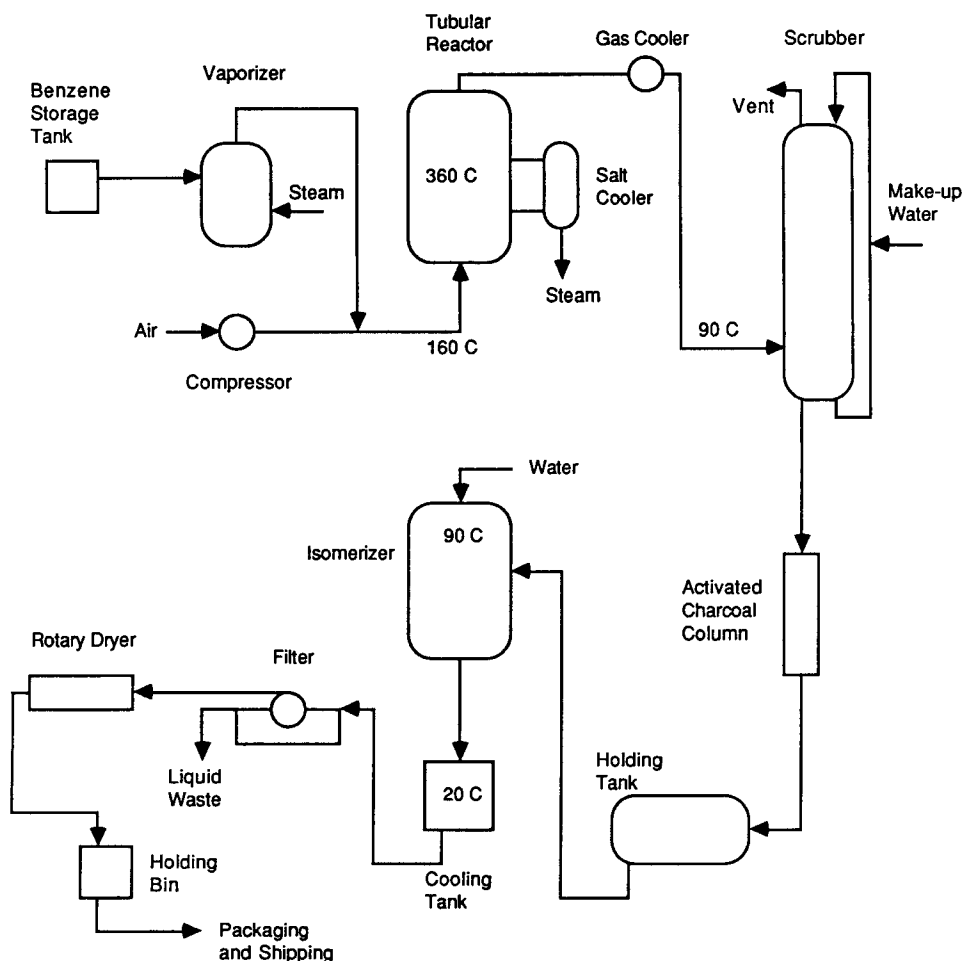 Tubular
Reactor
Gas Cooler
Scrubber
Vaporizer
Benzene
Storage
Tank
Vent
360 C
Salt
Cooler
Steam
Make-up
Water
Steam
Air
160 C
90 C
Compressor
Water
90 C
Isomerizer
Activated
Charcoal
Column
Rotary Dryer
Filter
Holding
Tank
Liquid
Waste
20 C
Holding
Bin
Cooling
Tank
Packaging
and Shipping